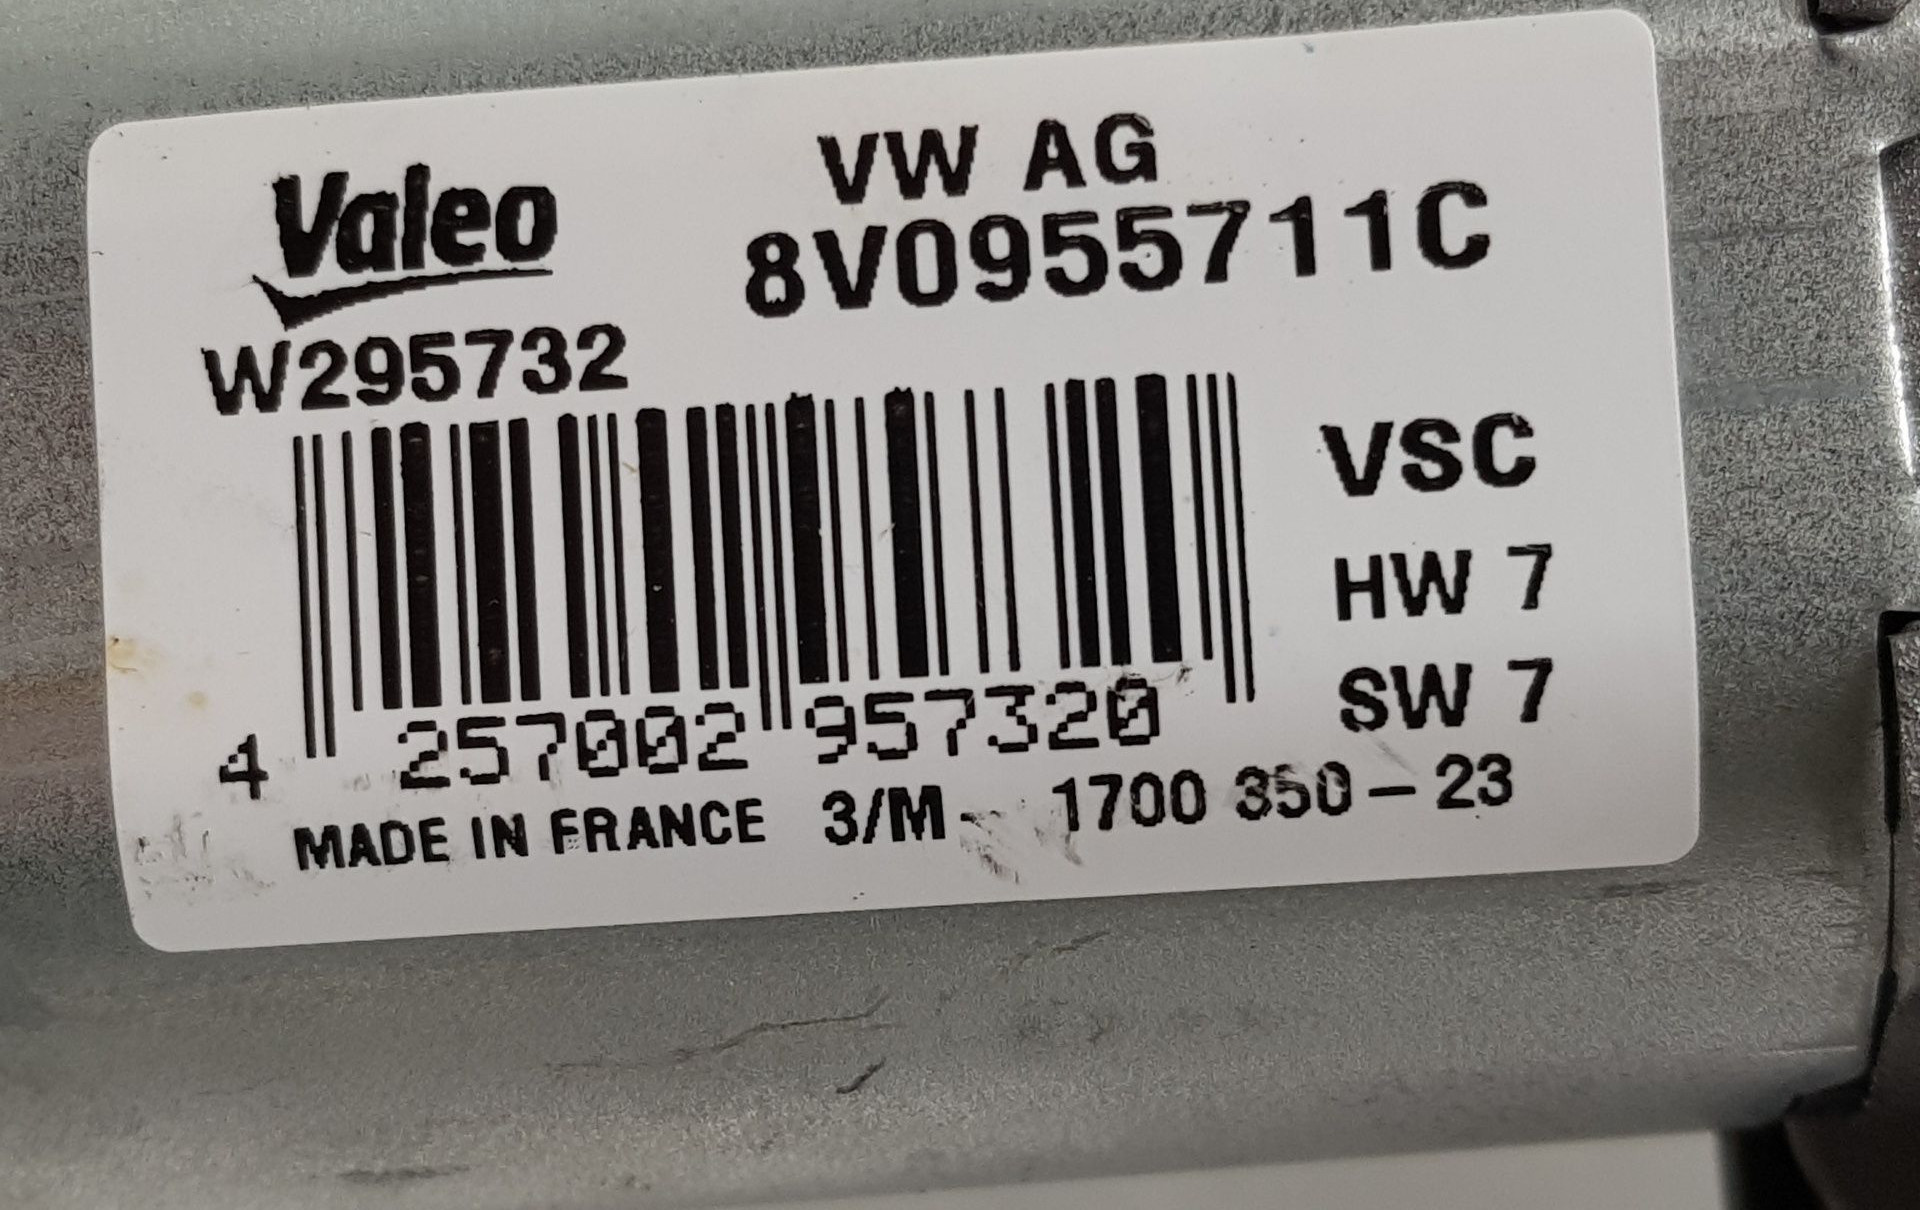 Valeo
VW AG
8V0955711C
W295732
VSC
HW 7
SW 7
4 257002 957320
MADE IN FRANCE 3/M- 1700 350-23